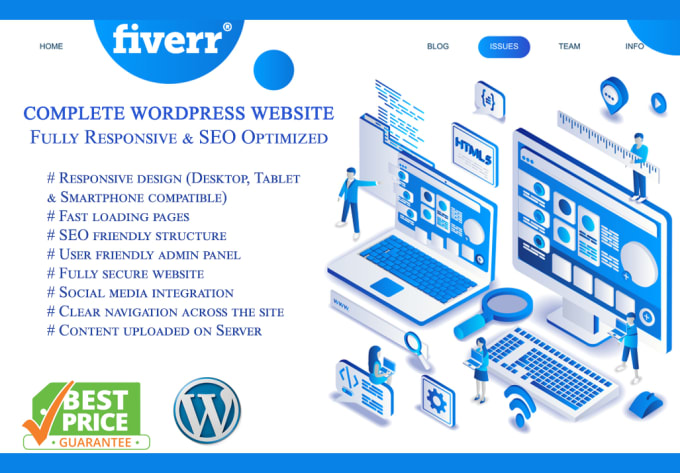 fiverr®
HOME
BLOG
ISSUES
TEAM
INFO
COMPLETE WORDPRESS WEBSITE
FULLY RESPONSIVE & SEO OPTIMIZED
# RESPONSIVE DESIGN (DESKTOP, TABLET
& SMARTPHONE COMPATIBLE)
# FAST LOADING PAGES
# SEO FRIENDLY STRUCTURE
# USER FRIENDLY ADMIN PANEL
# FULLY SECURE WEBSITE
# SOCIAL MEDIA INTEGRATION
# CLEAR NAVIGATION ACROSS THE SITE
# CONTENT UPLOADED ON SERVER
{§}
HTML5
WWW
</>
BEST
PRICE
• GUARANTEE •
W